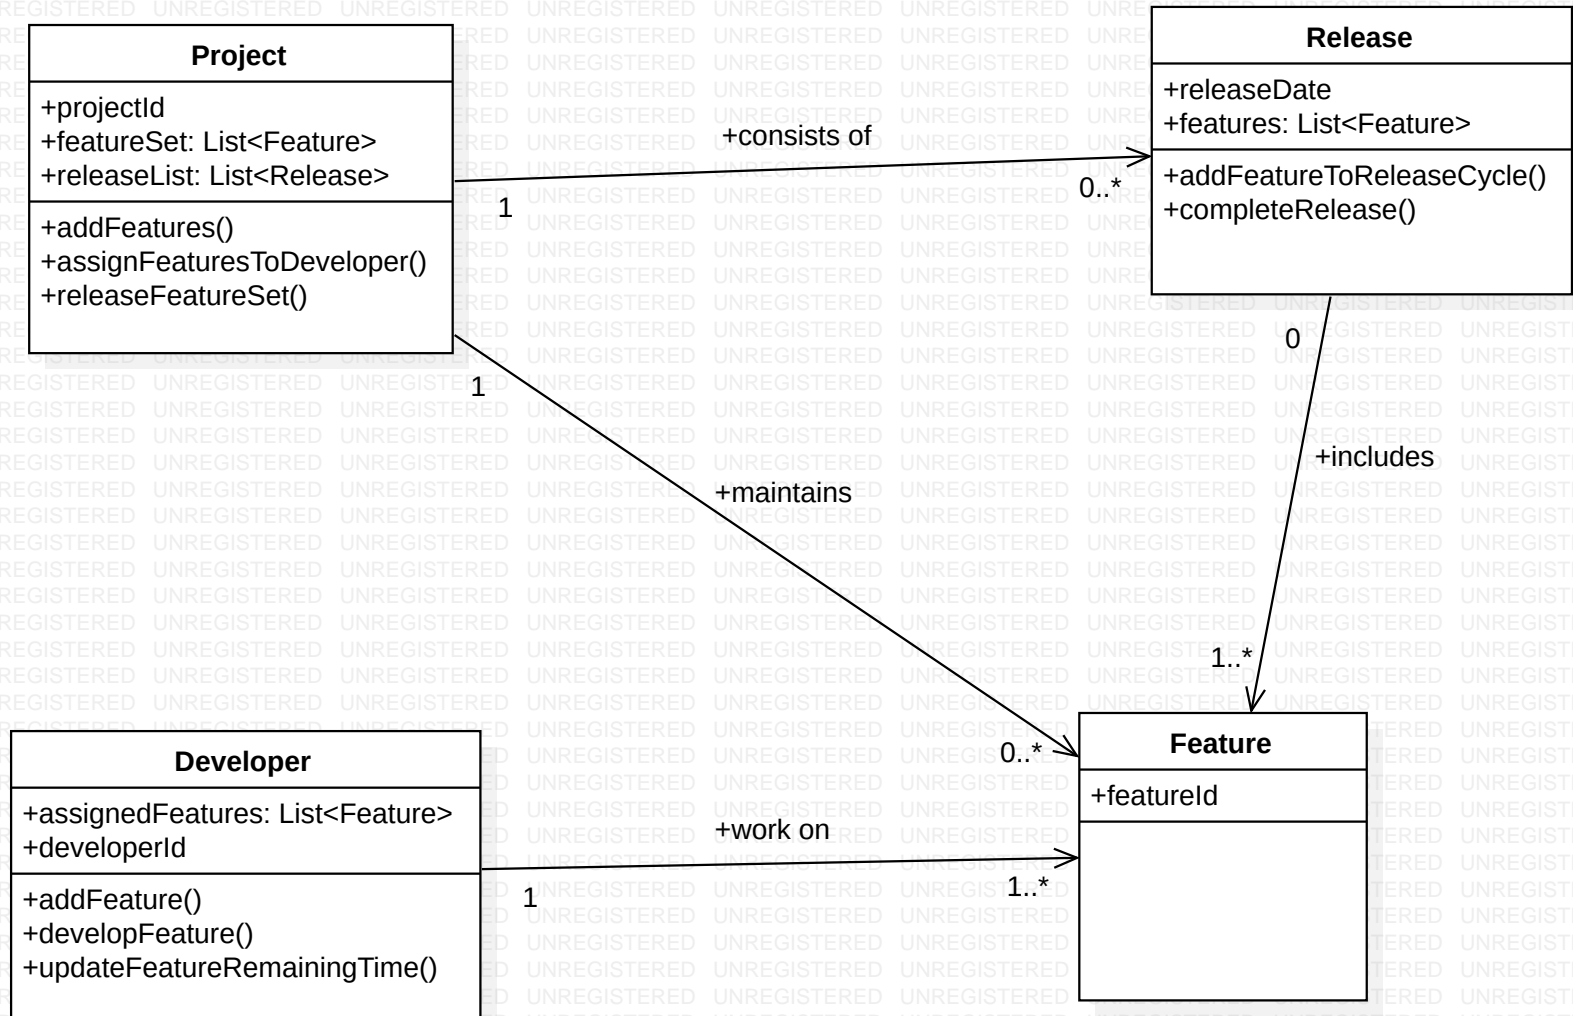 Project
+projectId
+featureSet: List<Feature>
+releaseList: List<Release>
+addFeatures()
+assignFeaturesToDeveloper()
+releaseFeatureSet()
Release
+releaseDate
+features: List<Feature>
+addFeatureToReleaseCycle()
+completeRelease()
+consists of
1
0..*
1
+maintains
0..*
0
+includes
1..*
Developer
+assignedFeatures: List<Feature>
+developerId
+addFeature()
+developFeature()
+updateFeatureRemainingTime()
+work on
1
1..*
Feature
+featureId
UNREGISTERED